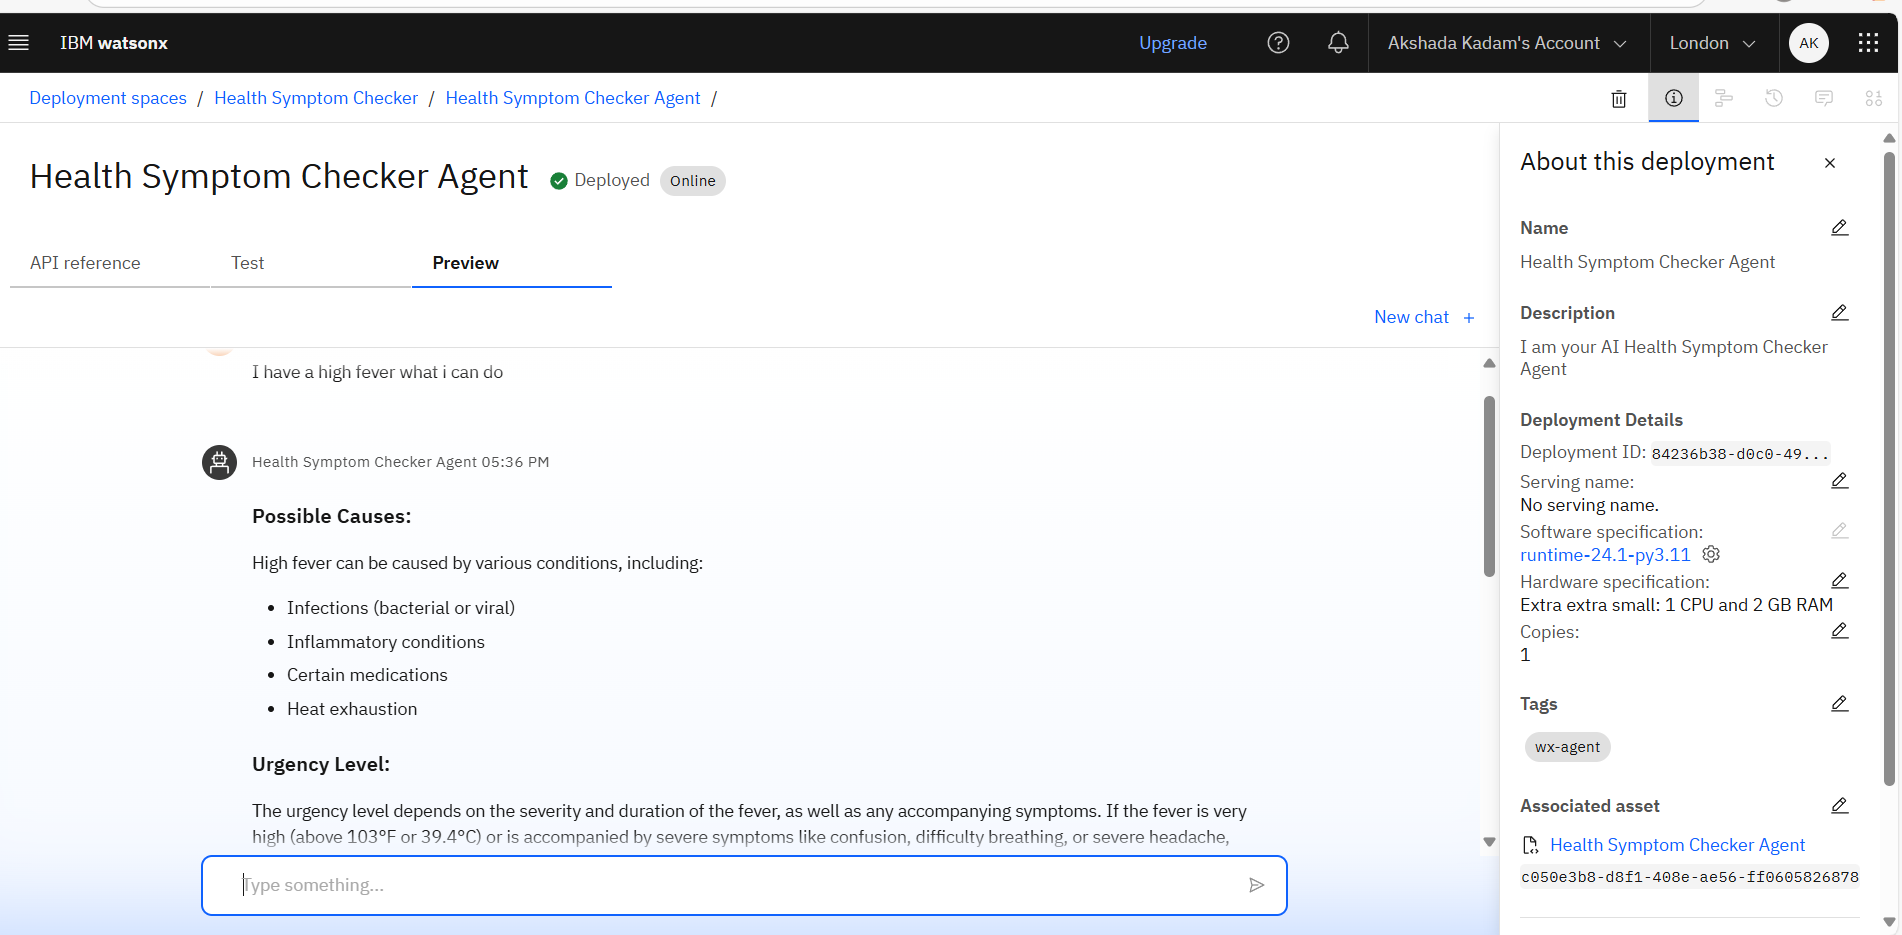 IBM watsonx
Upgrade
Akshada Kadam's Account
London
AK
Deployment spaces / Health Symptom Checker / Health Symptom Checker Agent /
Health Symptom Checker Agent
Deployed
Online
API reference
Test
Preview
New chat +
I have a high fever what i can do
Health Symptom Checker Agent 05:36 PM
Possible Causes:
High fever can be caused by various conditions, including:
• Infections (bacterial or viral)
• Inflammatory conditions
• Certain medications
• Heat exhaustion
Urgency Level:
The urgency level depends on the severity and duration of the fever, as well as any accompanying symptoms. If the fever is very
high (above 103°F or 39.4°C) or is accompanied by severe symptoms like confusion, difficulty breathing, or severe headache,
Type something...
About this deployment
Name
Health Symptom Checker Agent
Description
I am your AI Health Symptom Checker
Agent
Deployment Details
Deployment ID: 84236b38-d0c0-49...
Serving name:
No serving name.
Software specification:
runtime-24.1-py3.11
Hardware specification:
Extra extra small: 1 CPU and 2 GB RAM
Copies:
1
Tags
wx-agent
Associated asset
Health Symptom Checker Agent
c050e3b8-d8f1-408e-ae56-ff0605826878